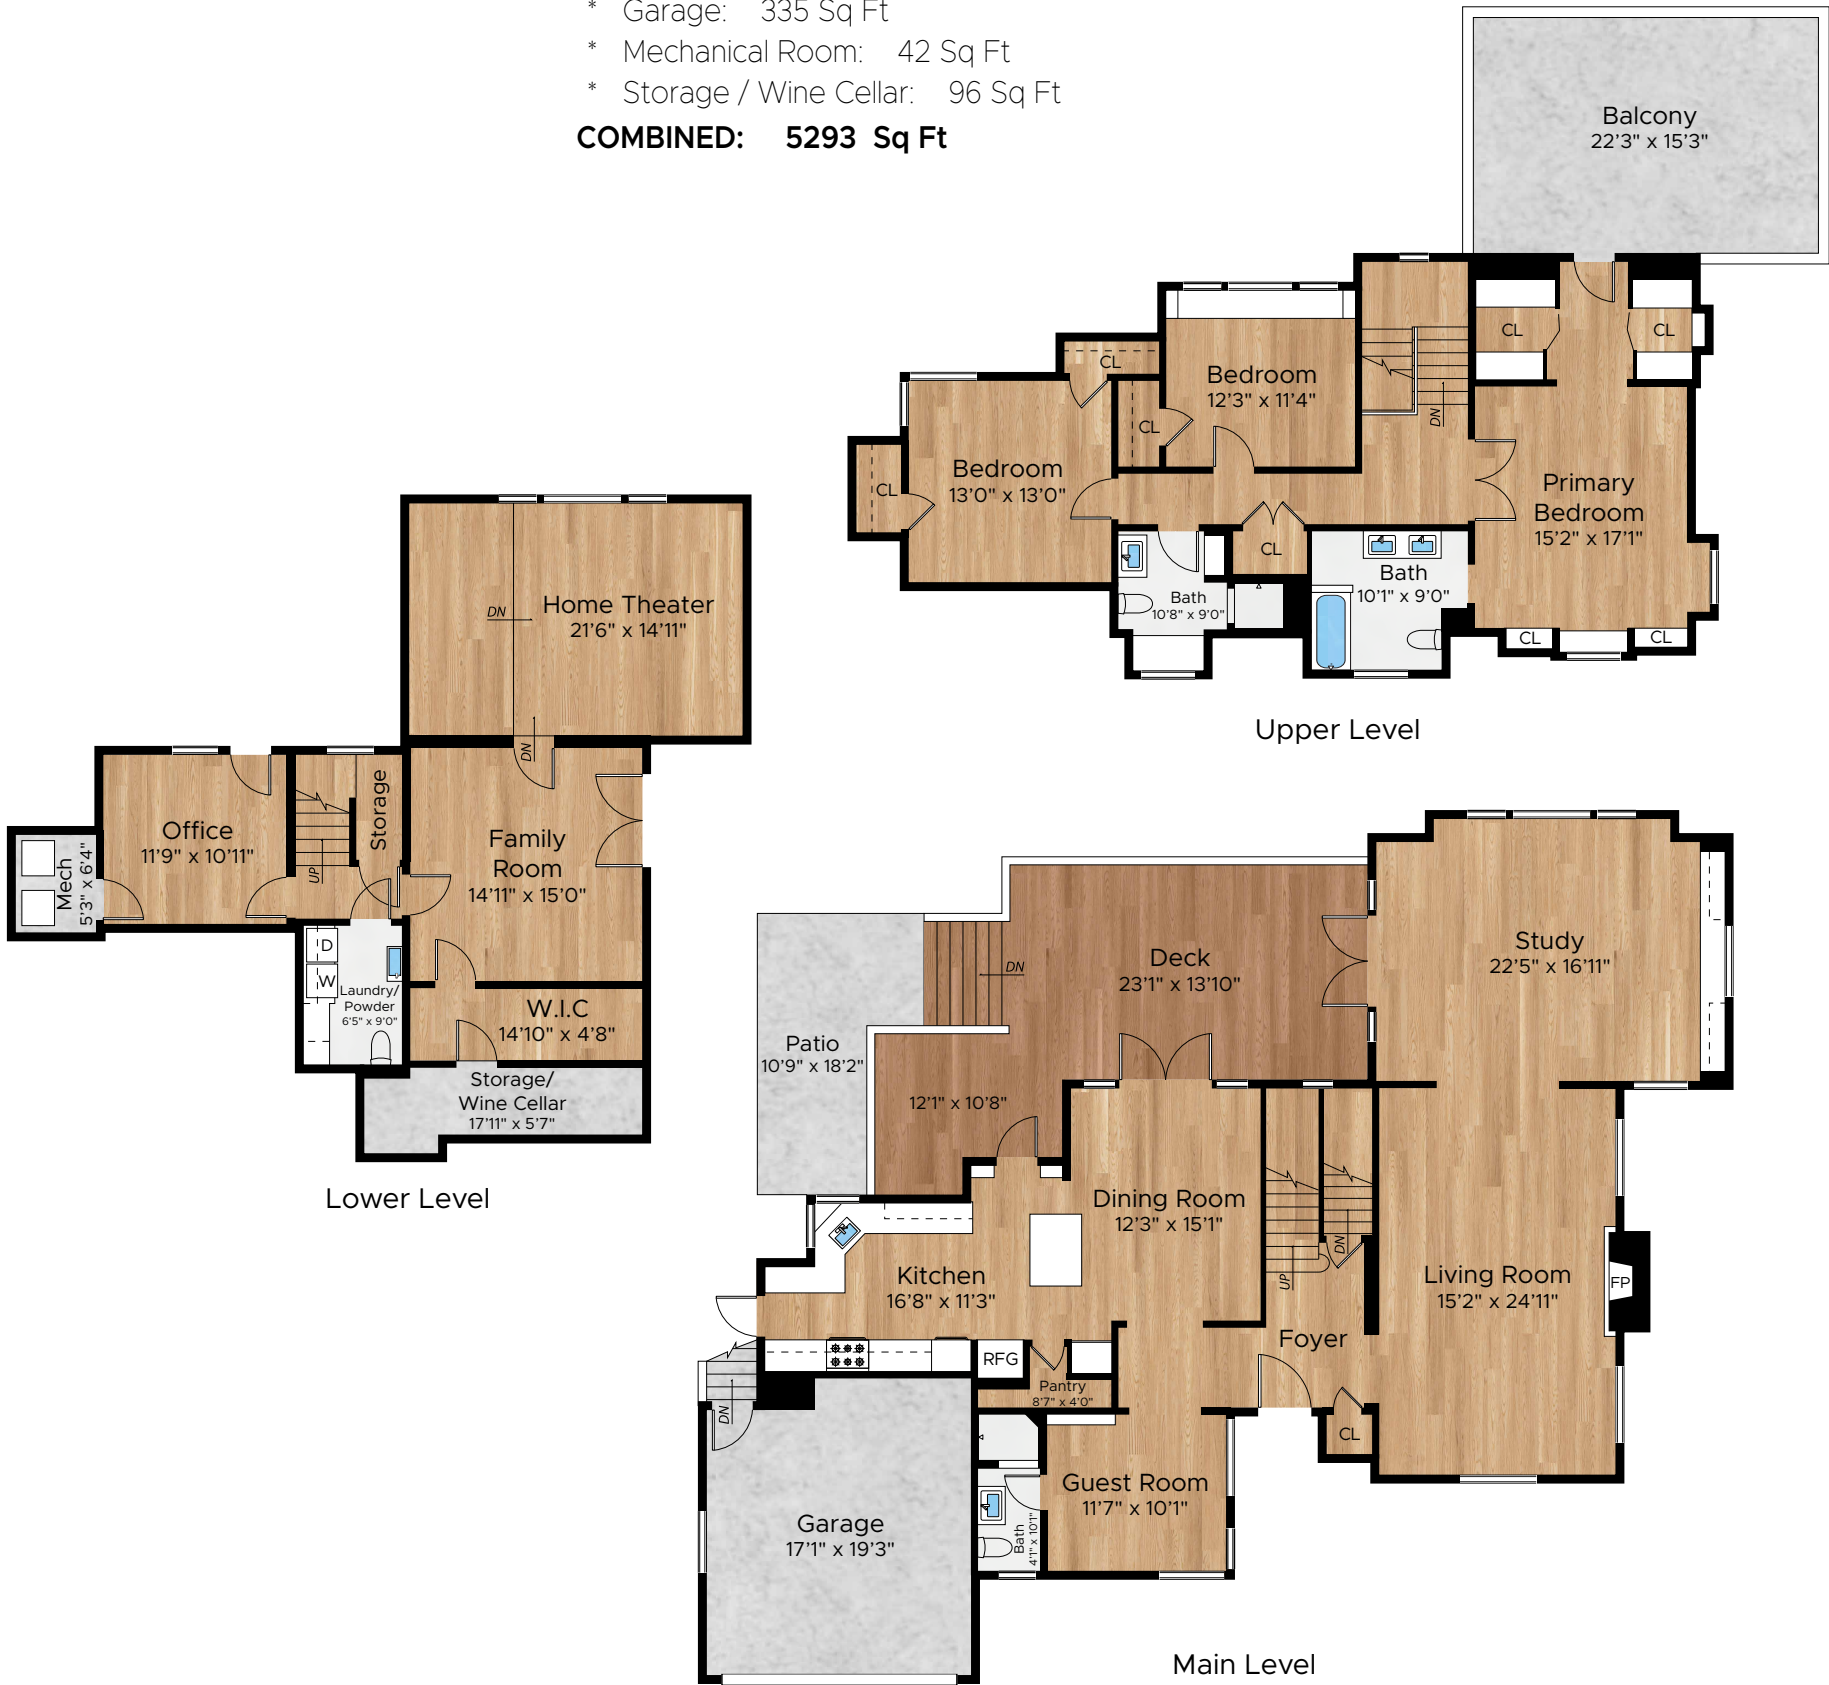 * Garage: 335 Sq Ft
* Mechanical Room: 42 Sq Ft
* Storage / Wine Cellar: 96 Sq Ft
COMBINED: 5293 Sq Ft
Balcony
22'3" x 15'3"
CL
CL
CL
Bedroom
12'3" x 11'4"
DN
CL
Bedroom
13'0" x 13'0"
CL
Primary
Bedroom
15'2" x 17'1"
CL
Bath
10'1" x 9'0"
Bath
10'8" x 9'0"
CL
CL
Upper Level
Home Theater
21'6" x 14'11"
DN
DN
Storage
Office
11'9" x 10'11"
Mech
5'3" x 6'4"
UP
Family
Room
14'11" x 15'0"
D
W
Laundry/
Powder
6'5" x 9'0"
W.I.C
14'10" x 4'8"
Storage/
Wine Cellar
17'11" x 5'7"
Lower Level
Study
22'5" x 16'11"
Deck
23'1" x 13'10"
DN
Patio
10'9" x 18'2"
12'1" x 10'8"
Dining Room
12'3" x 15'1"
DN
UP
Kitchen
16'8" x 11'3"
Living Room
15'2" x 24'11"
FP
Foyer
RFG
Pantry
8'7" x 4'0"
DN
CL
Guest Room
11'7" x 10'1"
Bath
4'1" x 10'1"
Garage
17'1" x 19'3"
Main Level